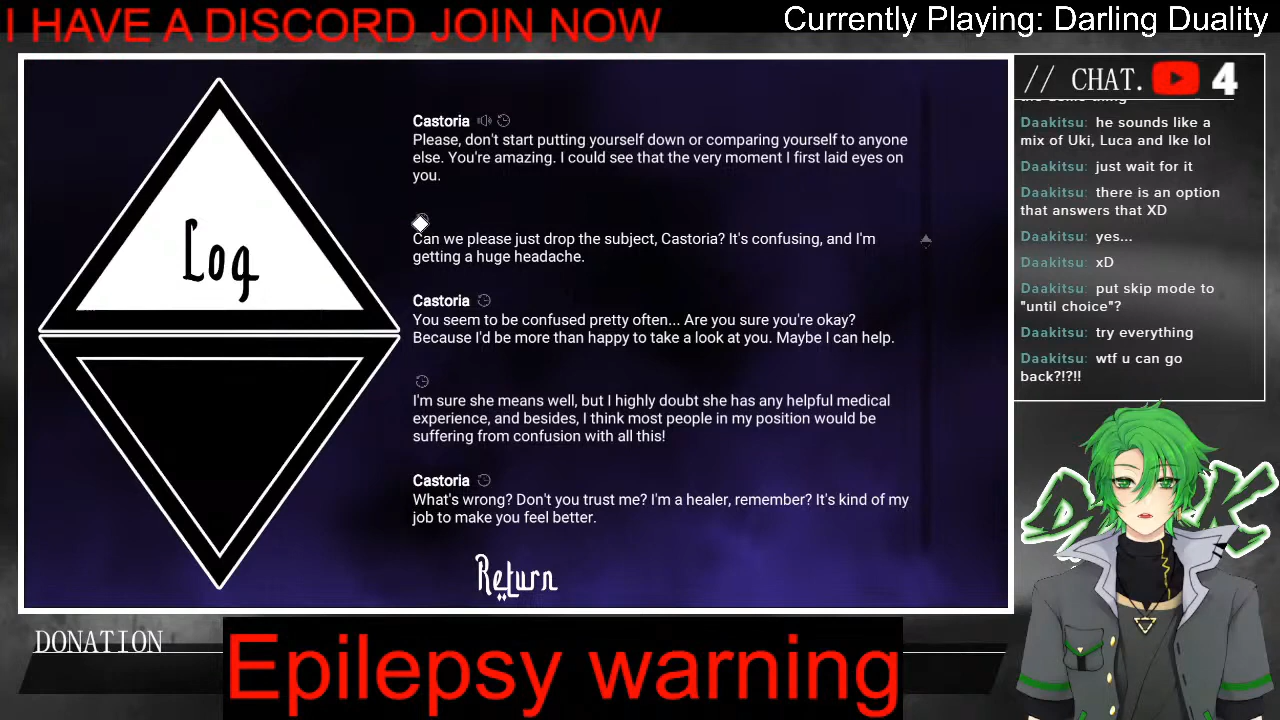 I HAVE A DISCORD JOIN NOW
Currently Playing: Darling Duality
// CHAT. 4
Daakitsu: he sounds like a
mix of Uki, Luca and Ike lol
Daakitsu: just wait for it
Daakitsu: there is an option
that answers that XD
Daakitsu: yes...
Daakitsu: xD
Daakitsu: put skip mode to
"until choice"?
Daakitsu: try everything
Daakitsu: wtf u can go
back?!?!!
Log
Castoria
Please, don't start putting yourself down or comparing yourself to anyone
else. You're amazing. I could see that the very moment I first laid eyes on
you.
Can we please just drop the subject, Castoria? It's confusing, and I'm
getting a huge headache.
Castoria
You seem to be confused pretty often... Are you sure you're okay?
Because I'd be more than happy to take a look at you. Maybe I can help.
I'm sure she means well, but I highly doubt she has any helpful medical
experience, and besides, I think most people in my position would be
suffering from confusion with all this!
Castoria
What's wrong? Don't you trust me? I'm a healer, remember? It's kind of my
job to make you feel better.
Return
DONATION
Epilepsy warning